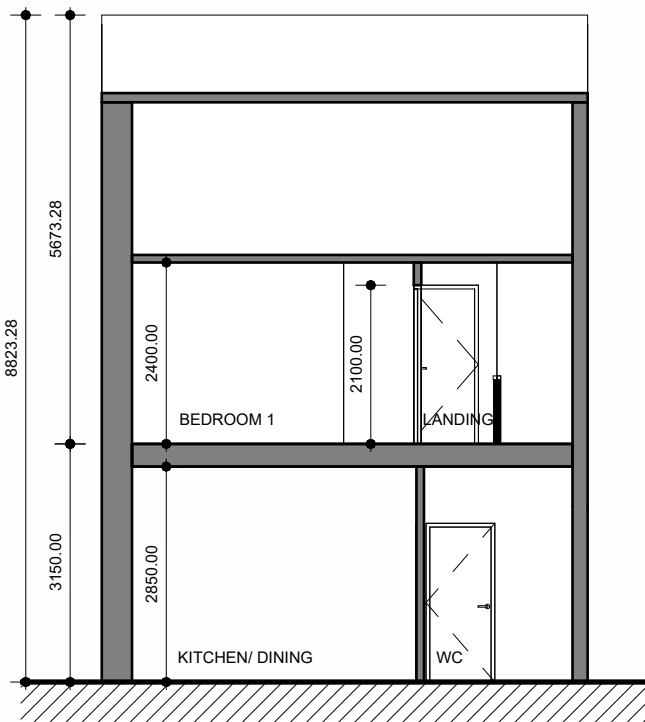 5673.28
8823.28
2400.00
2100.00
BEDROOM 1
LANDING
3150.00
2850.00
KITCHEN/ DINING
WC